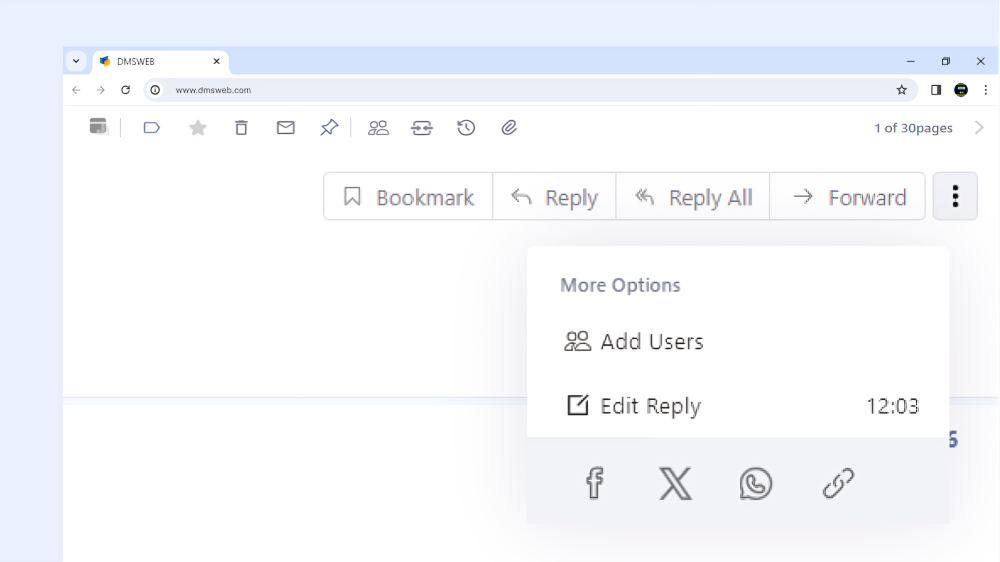 DMSWEB
www.dmsweb.com
1 of 30pages
Bookmark Reply Reply All Forward
More Options
Add Users
Edit Reply 12:03
6